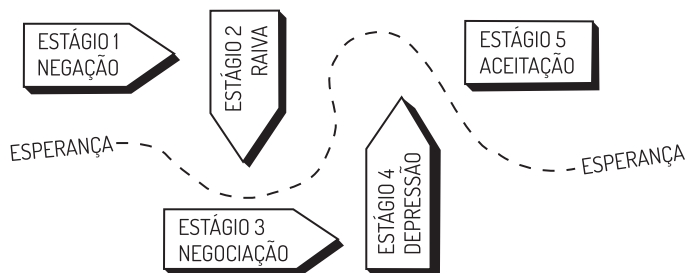 ESTÁGIO 1
NEGAÇÃO
ESTÁGIO 2
RAIVA
ESTÁGIO 5
ACEITAÇÃO
ESPERANÇA
ESTÁGIO 3
NEGOCIAÇÃO
ESTÁGIO 4
DEPRESSÃO
ESPERANÇA